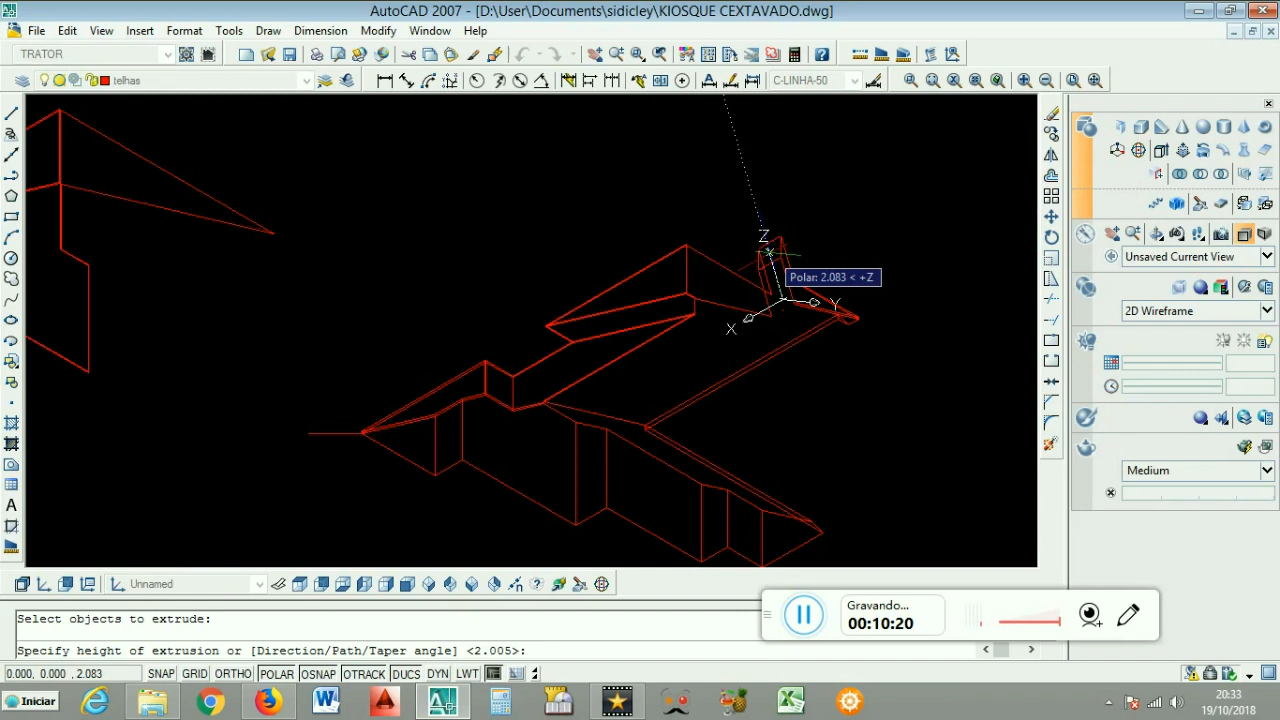 AutoCAD 2007 - [D:\User\Documents\sidicley\KIOSQUE CEXTAVADO.dwg]
File Edit View Insert Format Tools Draw Dimension Modify Window Help
TRATOR
telhas
C-LINHA-50
Z
Polar: 2.083 < +Z
Y
X
Unsaved Current View
2D Wireframe
Medium
Unnamed
Select objects to extrude:
Specify height of extrusion or [Direction/Path/Taper angle] <2.005>:
Gravando...
00:10:20
0.000, 0.000 , 2.083 SNAP GRID ORTHO POLAR OSNAP OTRACK DUCS DYN LWT
Iniciar
20:33
19/10/2018